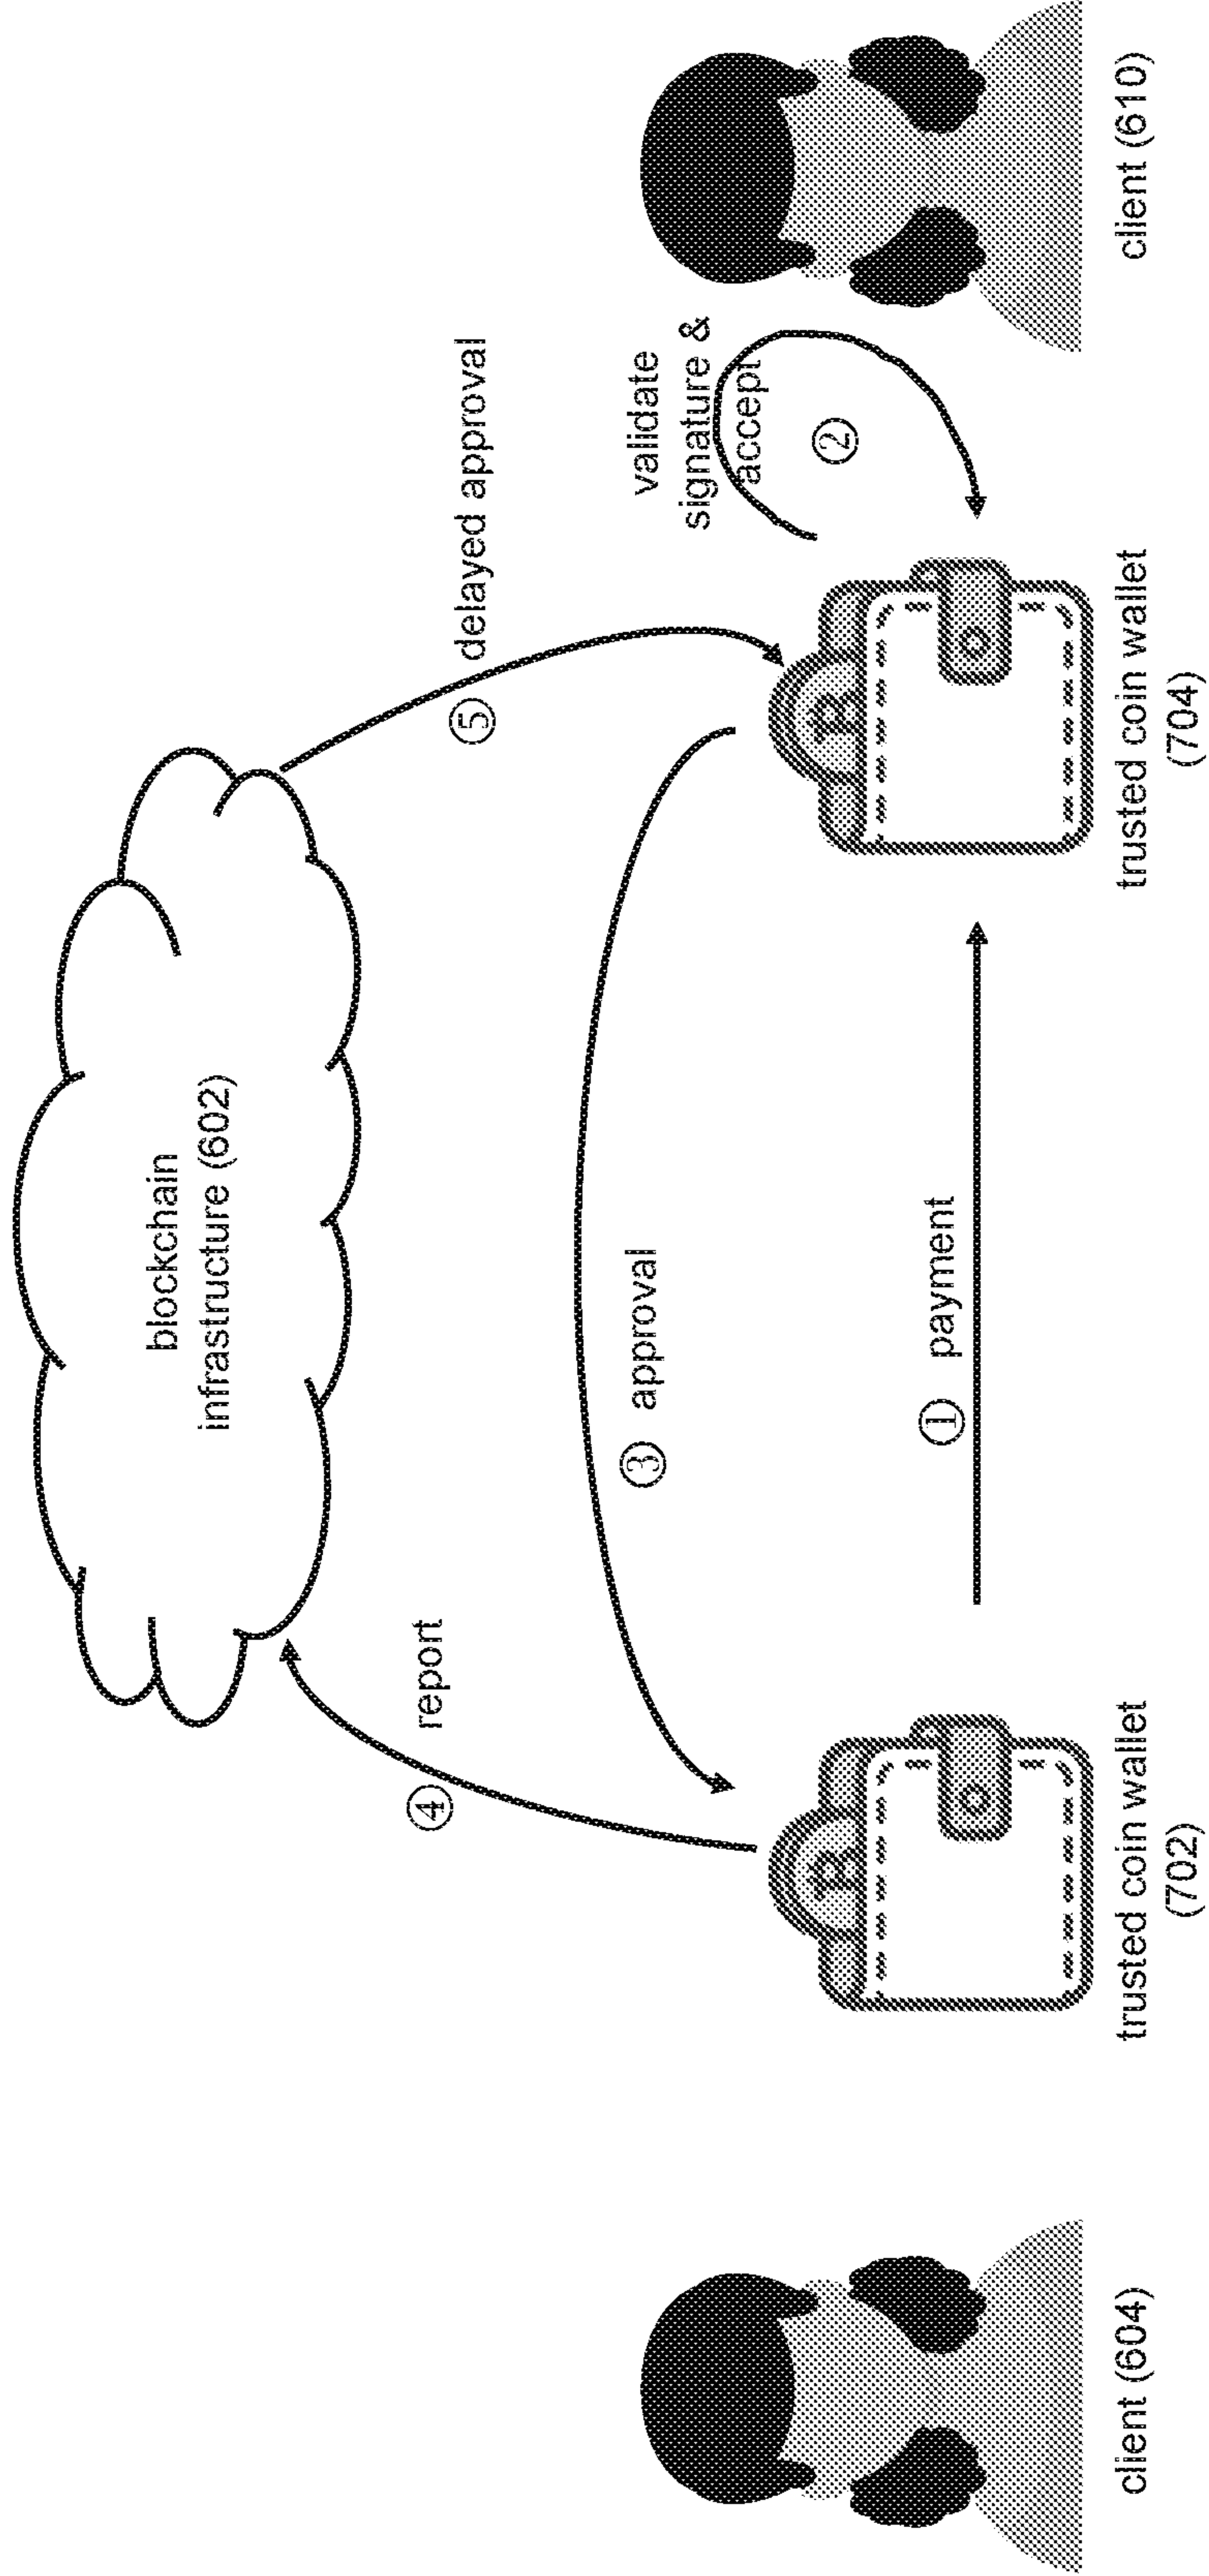 blockchain
infrastructure (602)
④ report
⑤ delayed approval
③ approval
validate
signature &
accept
②
① payment
B
B
client (604)
trusted coin wallet
(702)
trusted coin wallet
(704)
client (610)